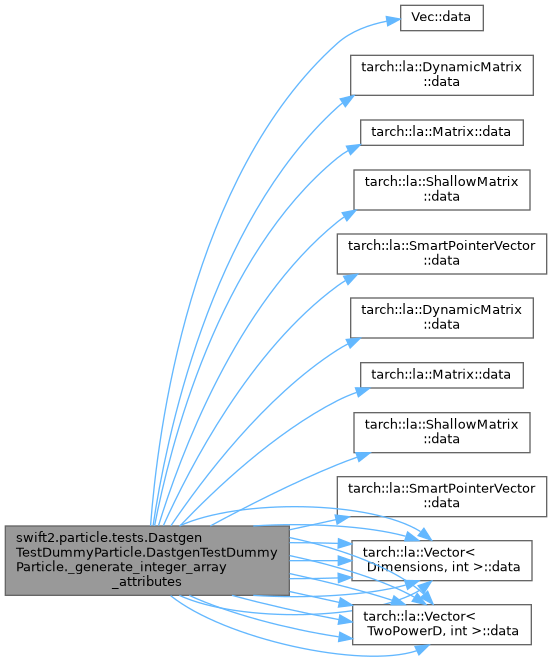 Vec::data
tarch::la::DynamicMatrix
::data
tarch::la::Matrix::data
tarch::la::ShallowMatrix
::data
tarch::la::SmartPointerVector
::data
tarch::la::DynamicMatrix
::data
tarch::la::Matrix::data
tarch::la::ShallowMatrix
::data
tarch::la::SmartPointerVector
::data
swift2.particle.tests.Dastgen
TestDummyParticle.DastgenTestDummy
Particle._generate_integer_array
_attributes
tarch::la::Vector<
Dimensions, int >::data
tarch::la::Vector<
TwoPowerD, int >::data